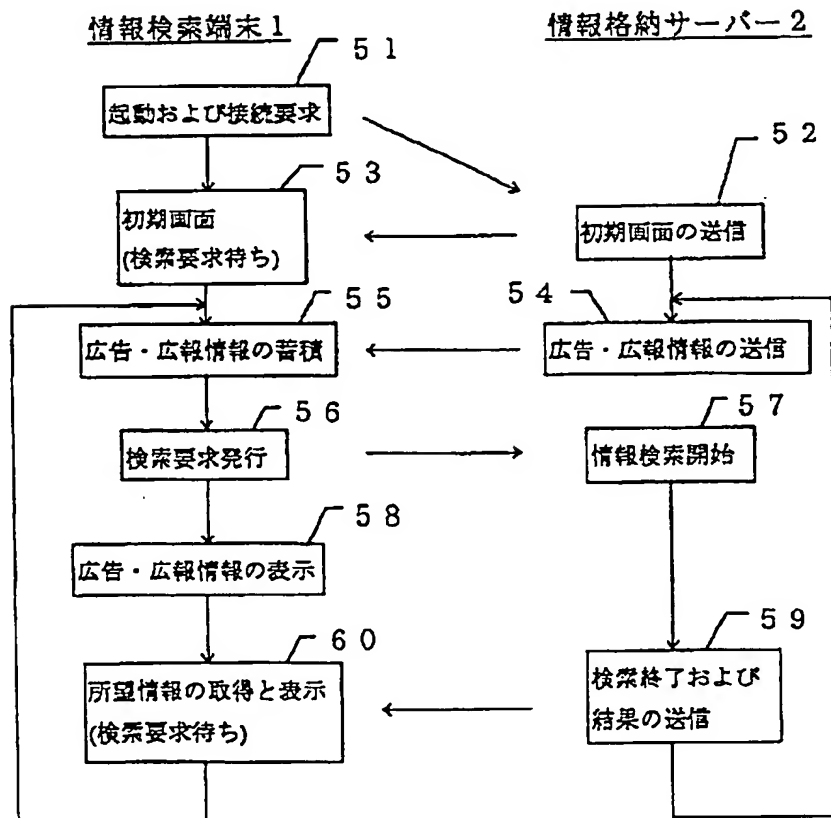 情報検索端末1
情報格納サーバー2
51
起動および接続要求
52
初期画面の送信
53
初期画面
(検索要求待ち)
54
広告・広報情報の送信
55
広告・広報情報の蓄積
56
検索要求発行
57
情報検索開始
58
広告・広報情報の表示
59
検索終了および
結果の送信
60
所望情報の取得と表示
(検索要求待ち)